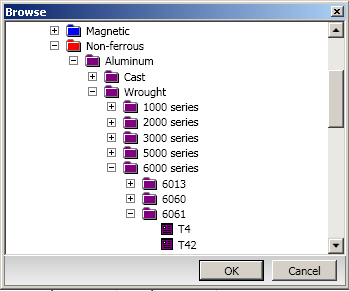 Browse
Magnetic
Non-ferrous
Aluminum
Cast
Wrought
1000 series
2000 series
3000 series
5000 series
6000 series
6013
6060
6061
T4
T42
OK
Cancel